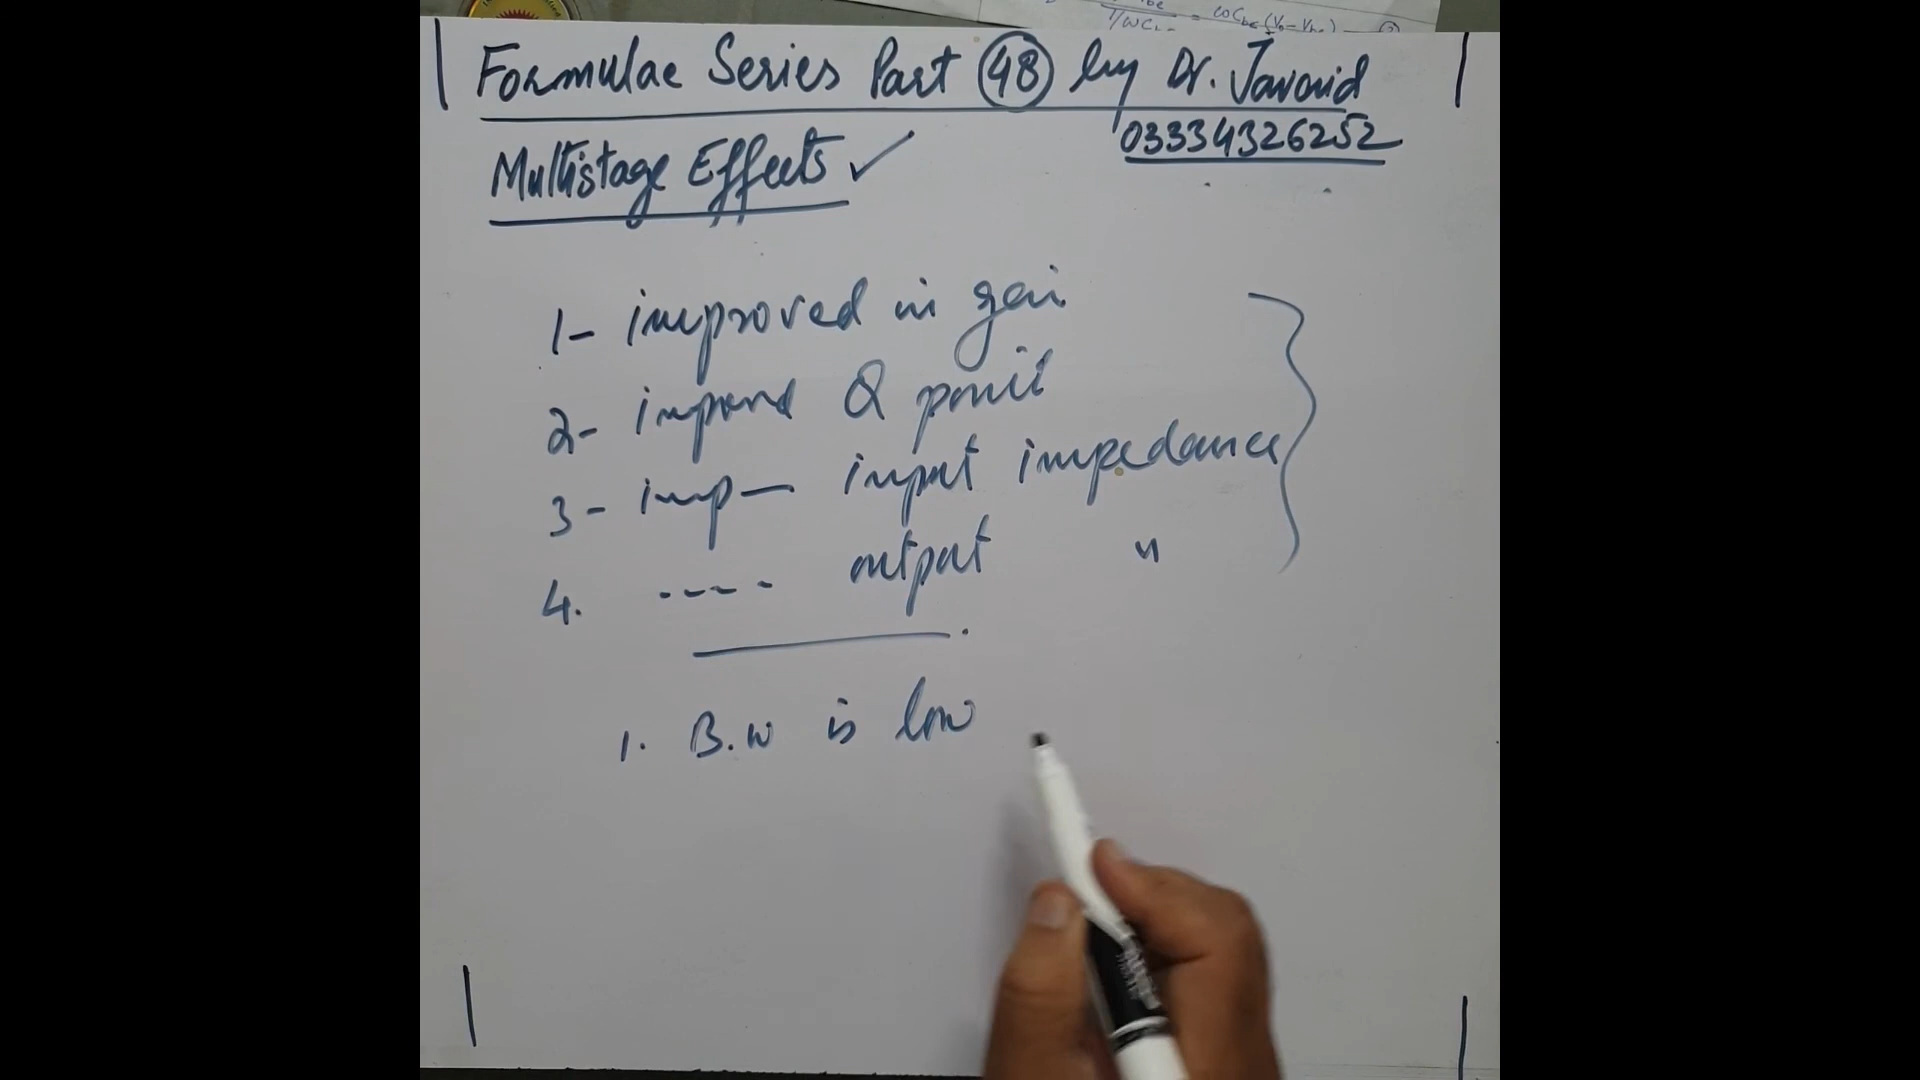 Formulae Series Part 48 by Dr. Javaid
03334326252
Multistage Effects ✓
1- improved in gain
2- improved Q point
3- imp— input impedance
4. ---- output "
1. B.W is low